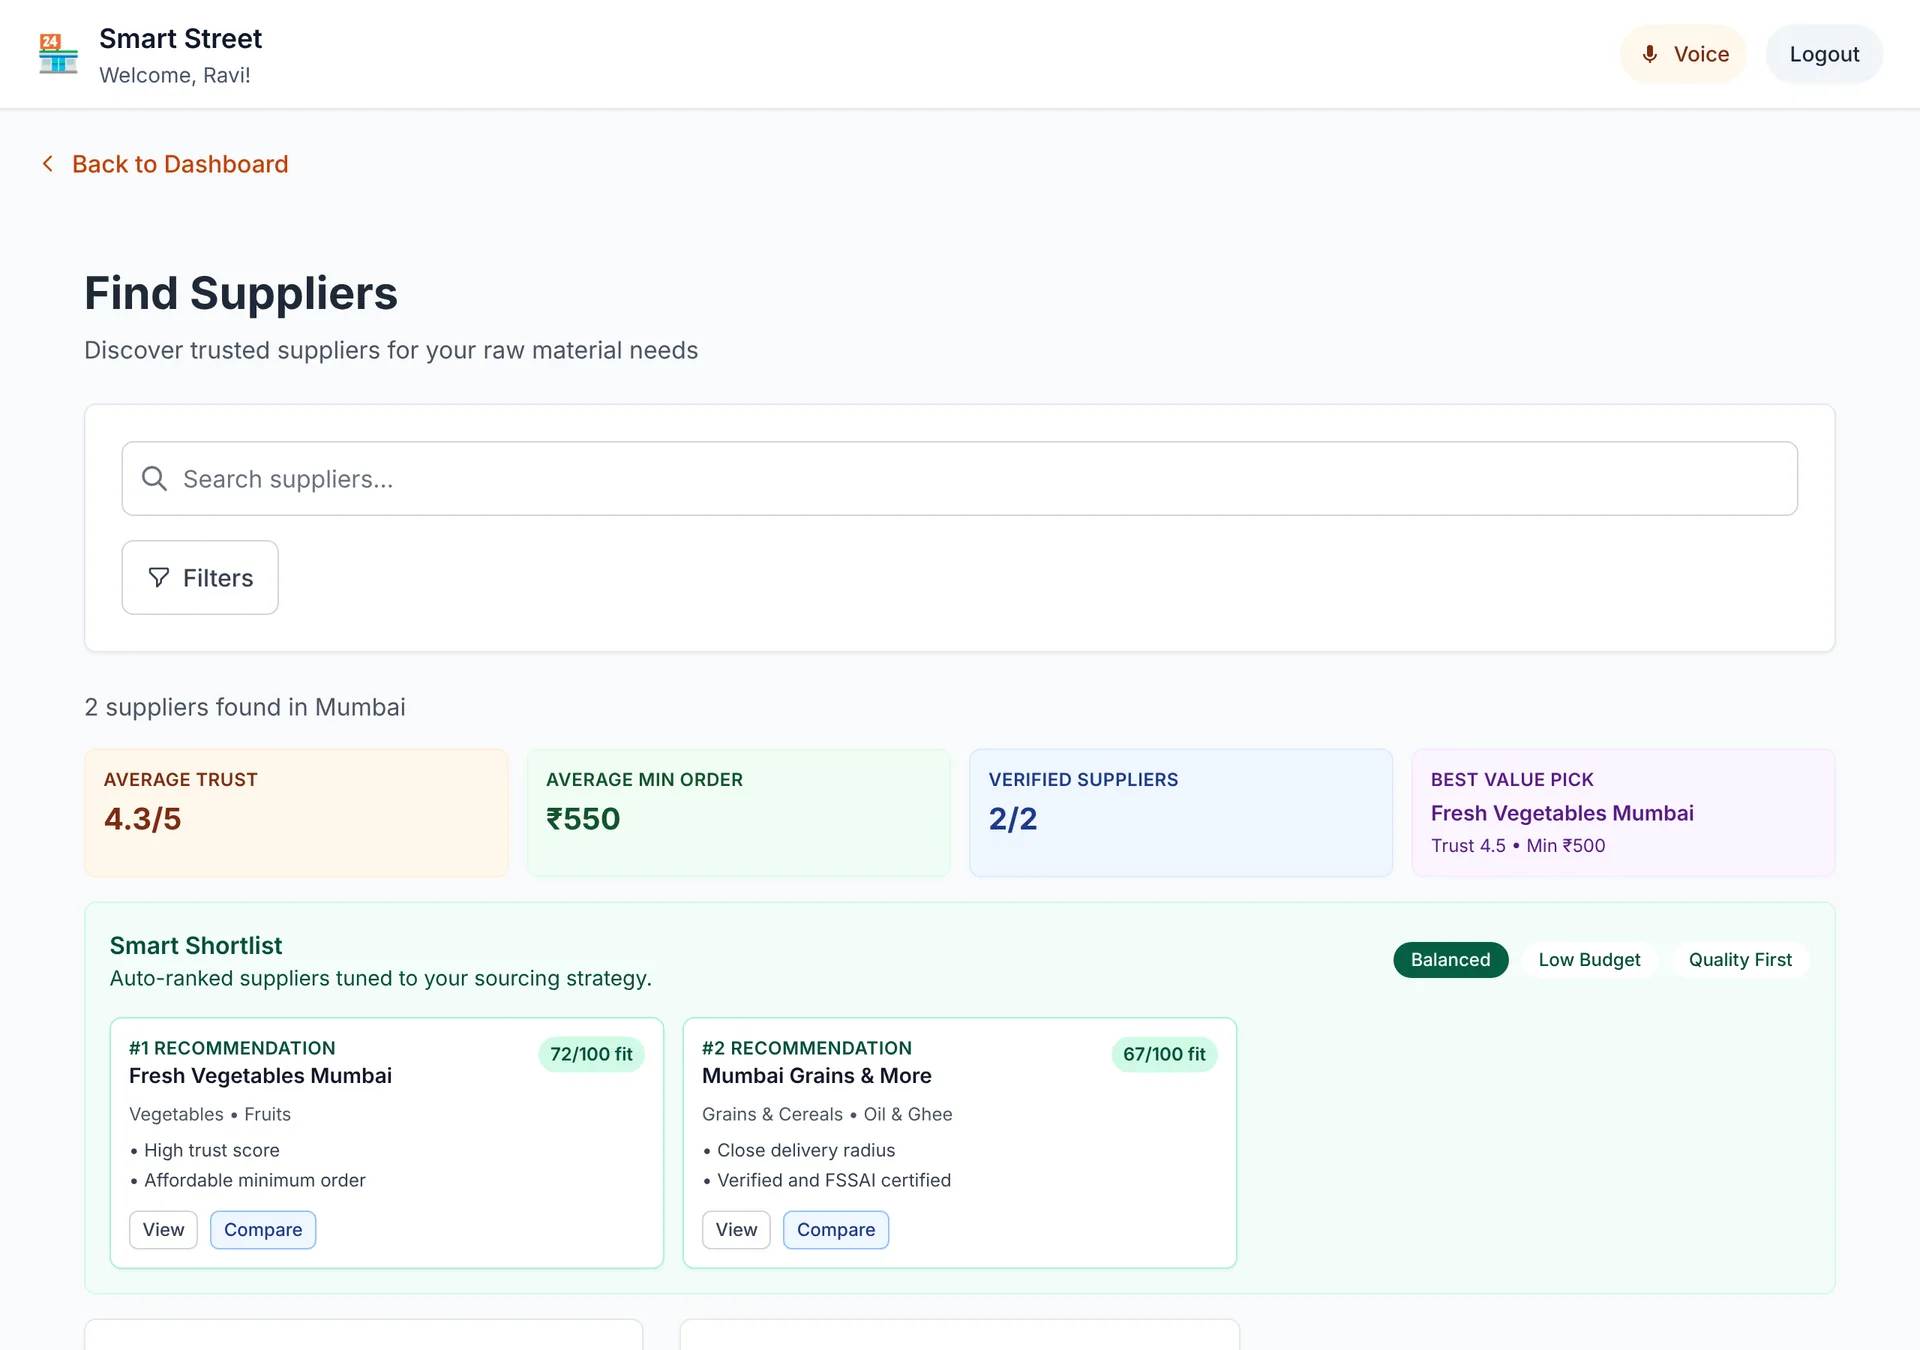 24
Smart Street
Welcome, Ravi!
Voice
Logout
Back to Dashboard
Find Suppliers
Discover trusted suppliers for your raw material needs
Search suppliers...
Filters
2 suppliers found in Mumbai
AVERAGE TRUST
4.3/5
AVERAGE MIN ORDER
₹550
VERIFIED SUPPLIERS
2/2
BEST VALUE PICK
Fresh Vegetables Mumbai
Trust 4.5 • Min ₹500
Smart Shortlist
Auto-ranked suppliers tuned to your sourcing strategy.
Balanced
Low Budget
Quality First
#1 RECOMMENDATION
Fresh Vegetables Mumbai
72/100 fit
Vegetables • Fruits
• High trust score
• Affordable minimum order
View
Compare
#2 RECOMMENDATION
Mumbai Grains & More
67/100 fit
Grains & Cereals • Oil & Ghee
• Close delivery radius
• Verified and FSSAI certified
View
Compare